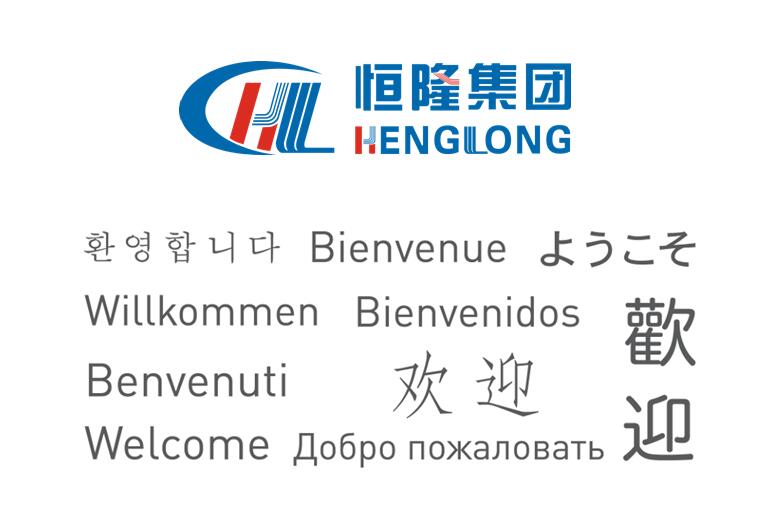 恒隆集团
HENGLONG
환영합니다 Bienvenue ようこそ
Willkommen Bienvenidos
歡迎
Benvenuti 欢迎
Welcome Добро пожаловать